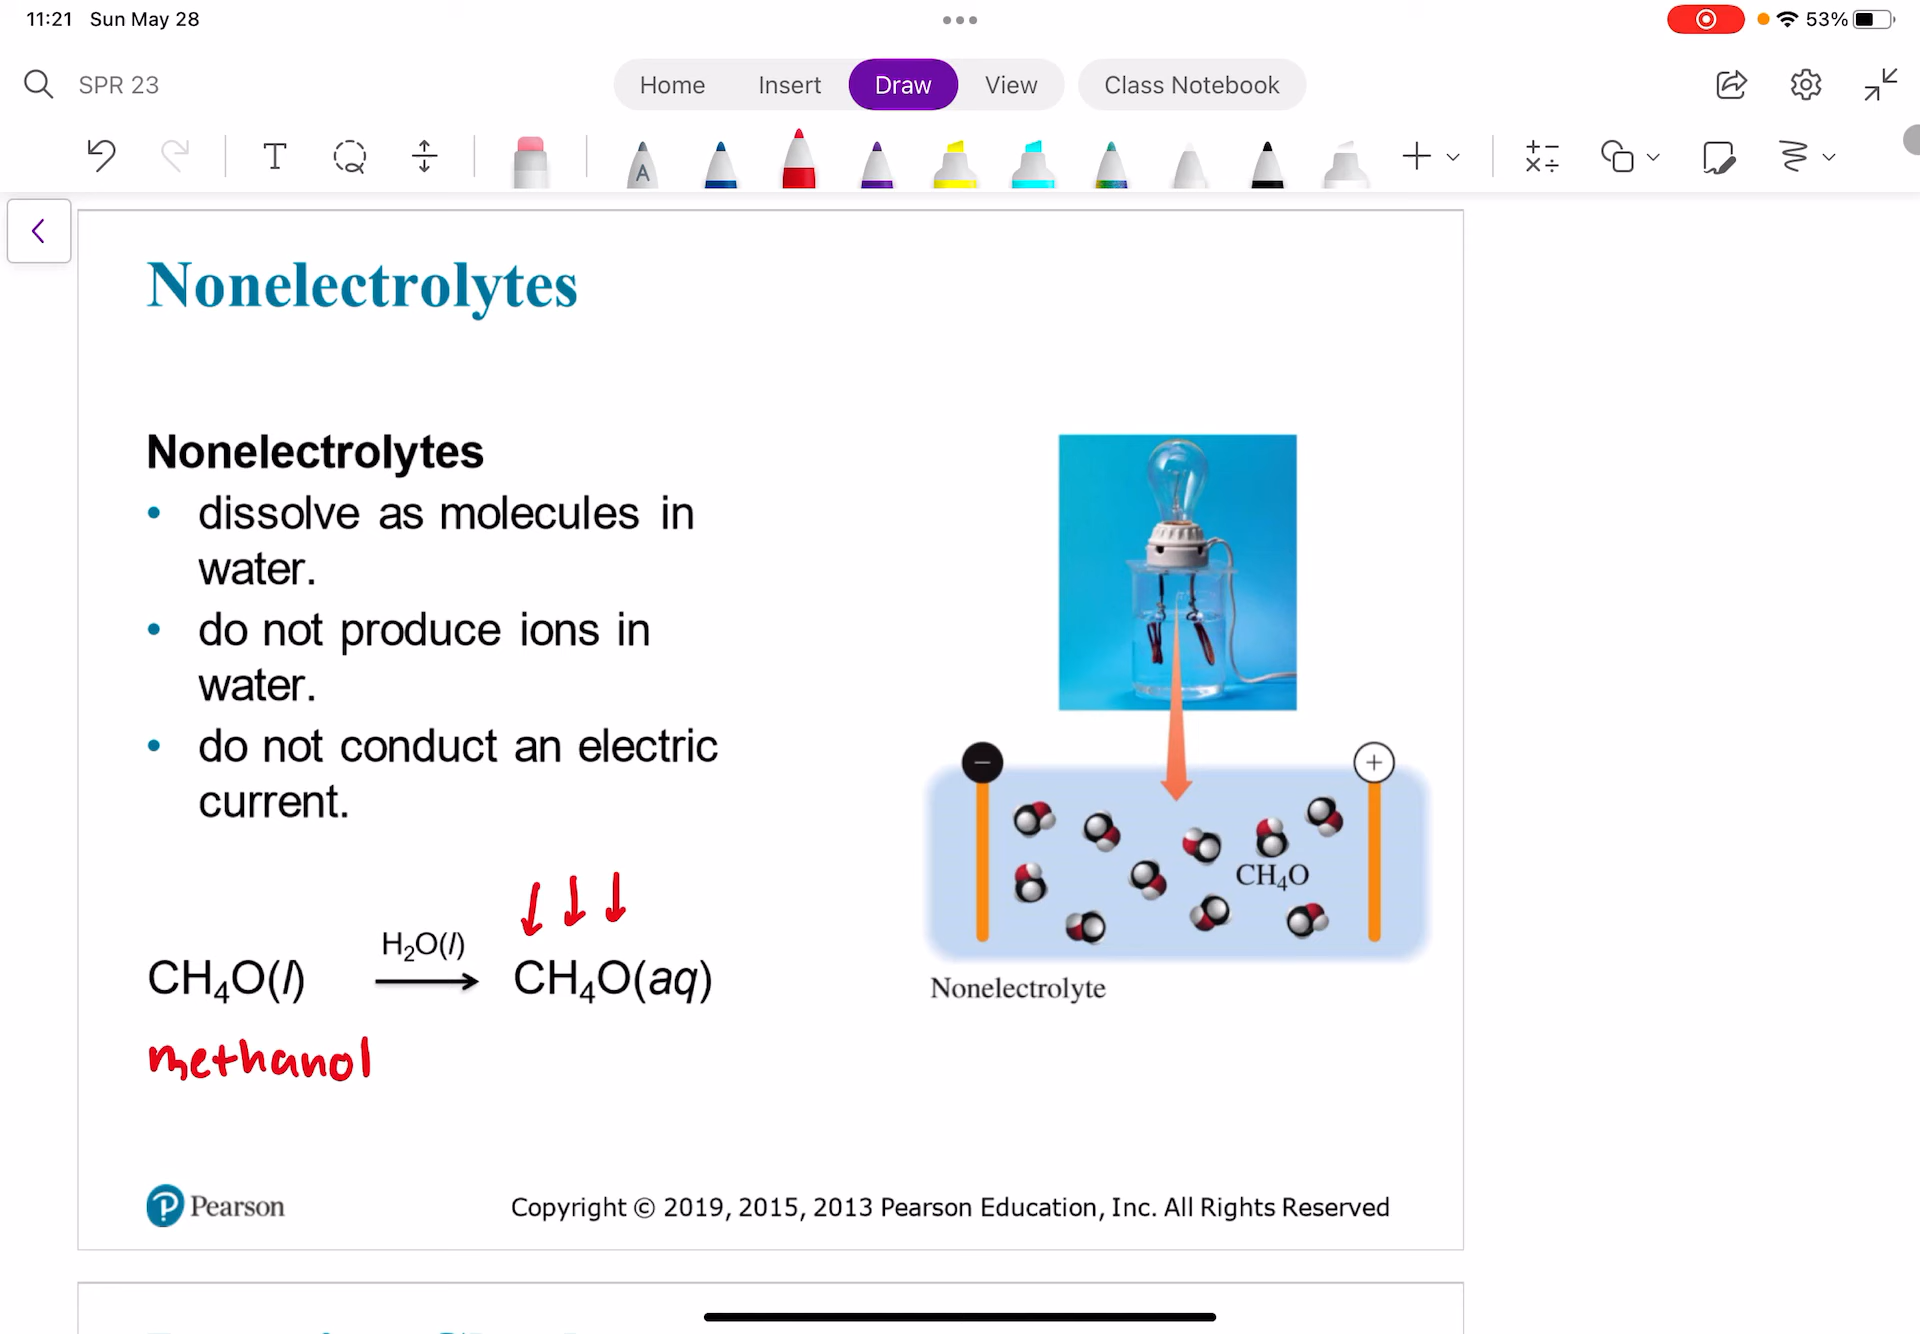 11:21 Sun May 28
53%
SPR 23
Home Insert Draw View Class Notebook
T
A
Nonelectrolytes
Nonelectrolytes
• dissolve as molecules in
water.
• do not produce ions in
water.
• do not conduct an electric
current.
H₂O(l)
CH₄O(l) ⟶ CH₄O(aq)
methanol
− +
CH₄O
Nonelectrolyte
P Pearson
Copyright © 2019, 2015, 2013 Pearson Education, Inc. All Rights Reserved